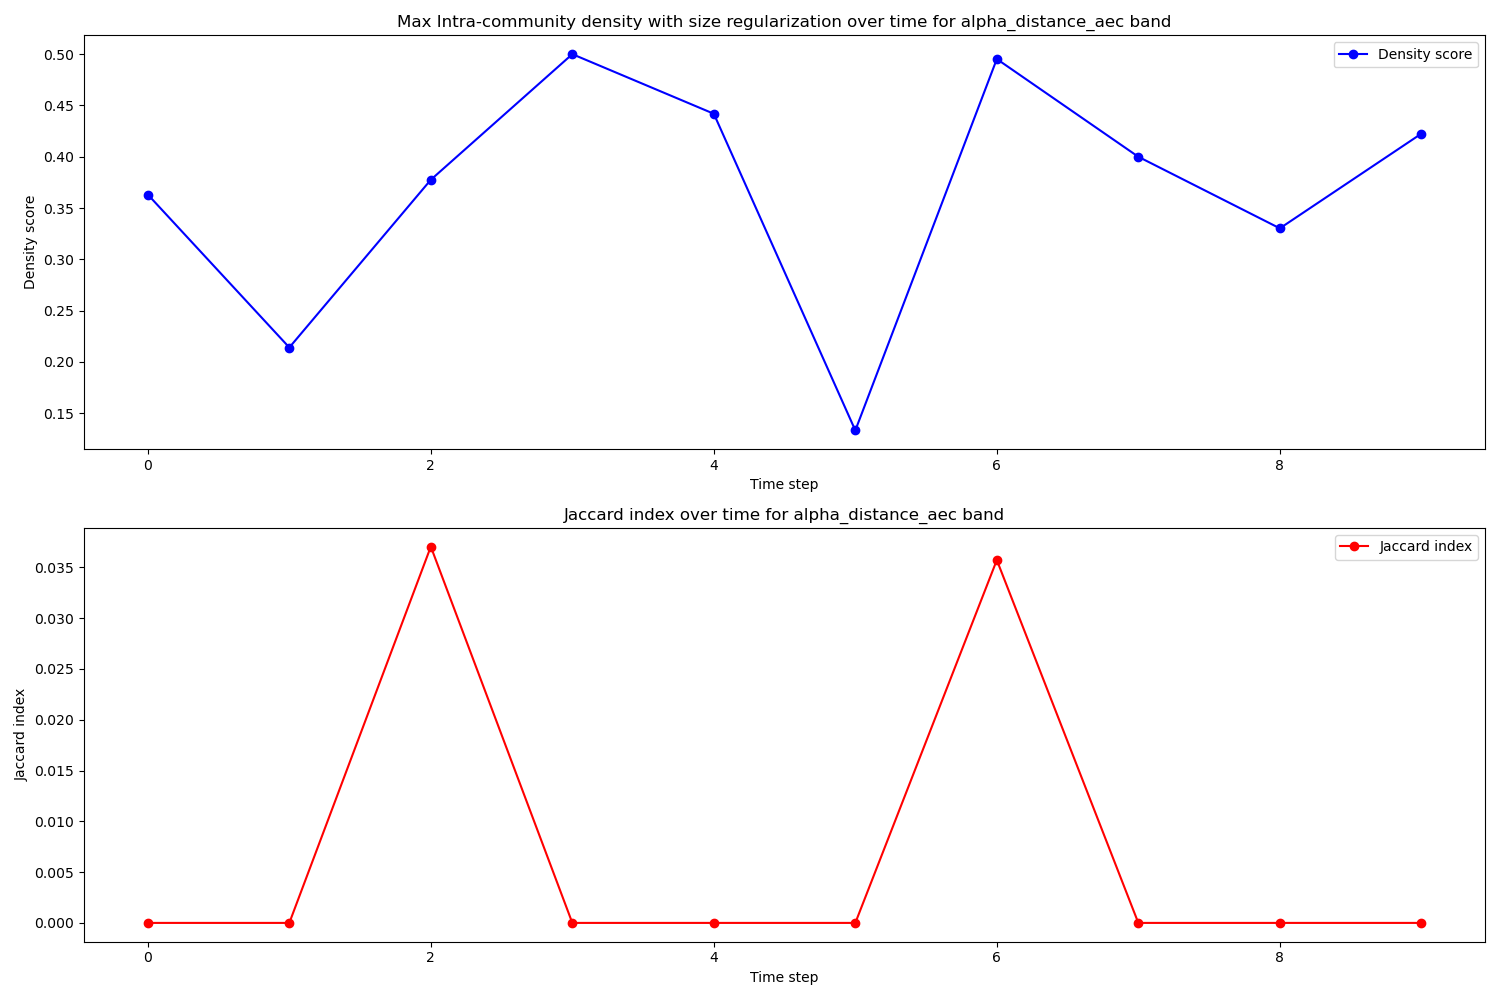 Max Intra-community density with size regularization over time for alpha_distance_aec band
Density score
0.50
0.45
0.40
0.35
0.30
0.25
0.20
0.15
Density score
0 2 4 6 8
Time step
Jaccard index over time for alpha_distance_aec band
Jaccard index
0.035
0.030
0.025
0.020
0.015
0.010
0.005
0.000
Jaccard index
0 2 4 6 8
Time step